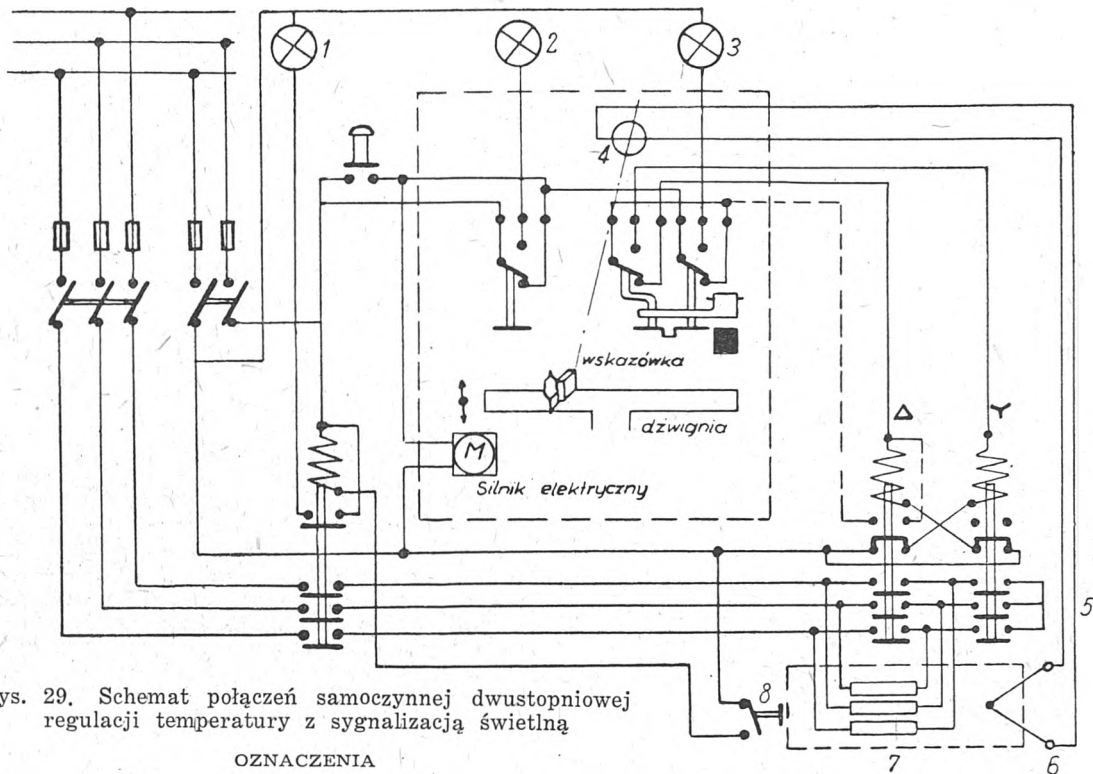 1
2
3
4
wskazówka
dźwignia
M
Silnik elektryczny
Δ
Y
5
8
7
6
ys. 29. Schemat połączeń samoczynnej dwustopniowej
regulacji temperatury z sygnalizacją świetlną
OZNACZENIA